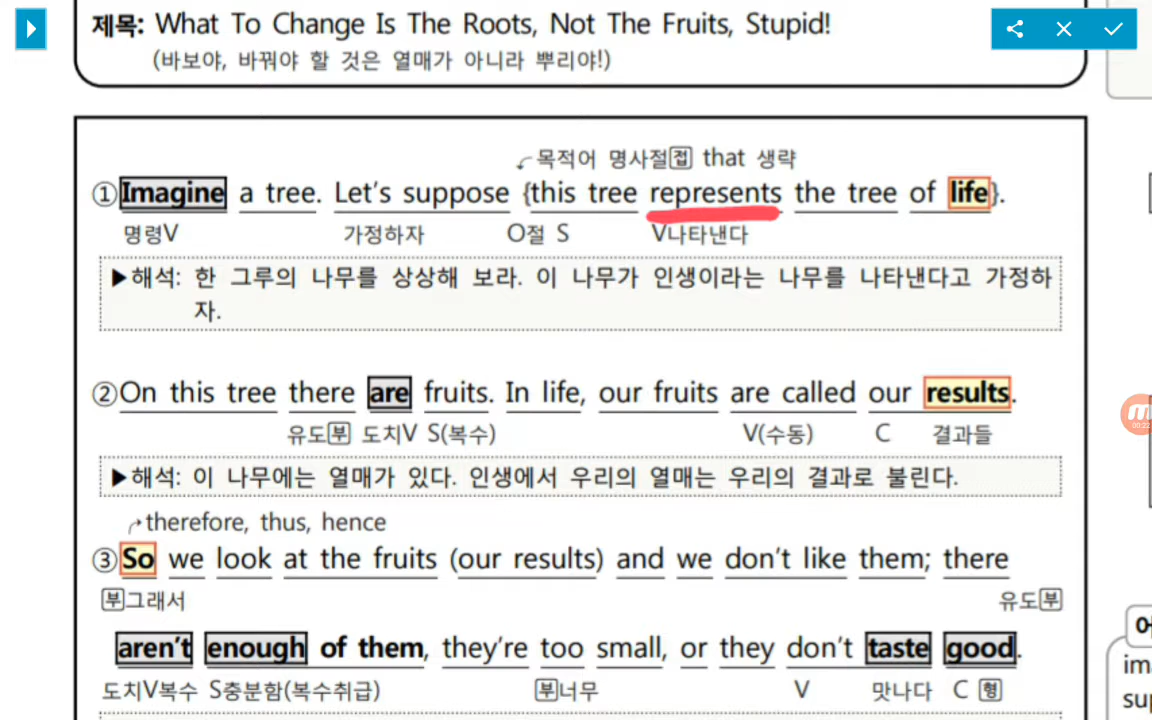 제목: What To Change Is The Roots, Not The Fruits, Stupid!
(바보야, 바꿔야 할 것은 열매가 아니라 뿌리야!)
목적어 명사절접 that 생략
①Imagine a tree. Let's suppose {this tree represents the tree of life}.
명령V 가정하자 O절 S V나타낸다
▶해석: 한 그루의 나무를 상상해 보라. 이 나무가 인생이라는 나무를 나타낸다고 가정하
자.
②On this tree there are fruits. In life, our fruits are called our results.
유도부 도치V S(복수) V(수동) C 결과들
▶해석: 이 나무에는 열매가 있다. 인생에서 우리의 열매는 우리의 결과로 불린다.
therefore, thus, hence
③So we look at the fruits (our results) and we don't like them; there
부그래서 유도부
aren't enough of them, they're too small, or they don't taste good.
도치V복수 S충분함(복수취급) 부너무 V 맛나다 C 형
00:22